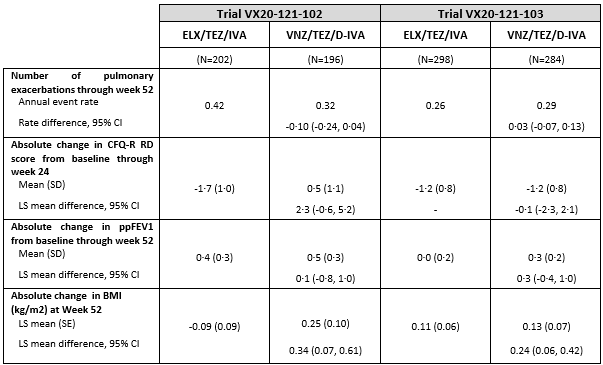 Trial VX20-121-102 Trial VX20-121-103
ELX/TEZ/IVA VNZ/TEZ/D-IVA ELX/TEZ/IVA VNZ/TEZ/D-IVA
(N=202) (N=196) (N=298) (N=284)
Number of pulmonary
exacerbations through week 52
Annual event rate 0.42 0.32 0.26 0.29
Rate difference, 95% CI -0·10 (-0·24, 0·04) 0·03 (-0·07, 0·13)
Absolute change in CFQ-R RD
score from baseline through
week 24
Mean (SD) -1·7 (1·0) 0·5 (1·1) -1·2 (0·8) -1·2 (0·8)
LS mean difference, 95% CI 2·3 (-0·6, 5·2) - -0·1 (-2·3, 2·1)
Absolute change in ppFEV1
from baseline through week 52
Mean (SD) 0·4 (0·3) 0·5 (0·3) 0·0 (0·2) 0·3 (0·2)
LS mean difference, 95% CI 0·1 (-0·8, 1·0) 0·3 (-0·4, 1·0)
Absolute change in BMI
(kg/m2) at Week 52
LS mean (SE) -0.09 (0.09) 0.25 (0.10) 0.11 (0.06) 0.13 (0.07)
LS mean difference, 95% CI 0.34 (0.07, 0.61) 0.24 (0.06, 0.42)